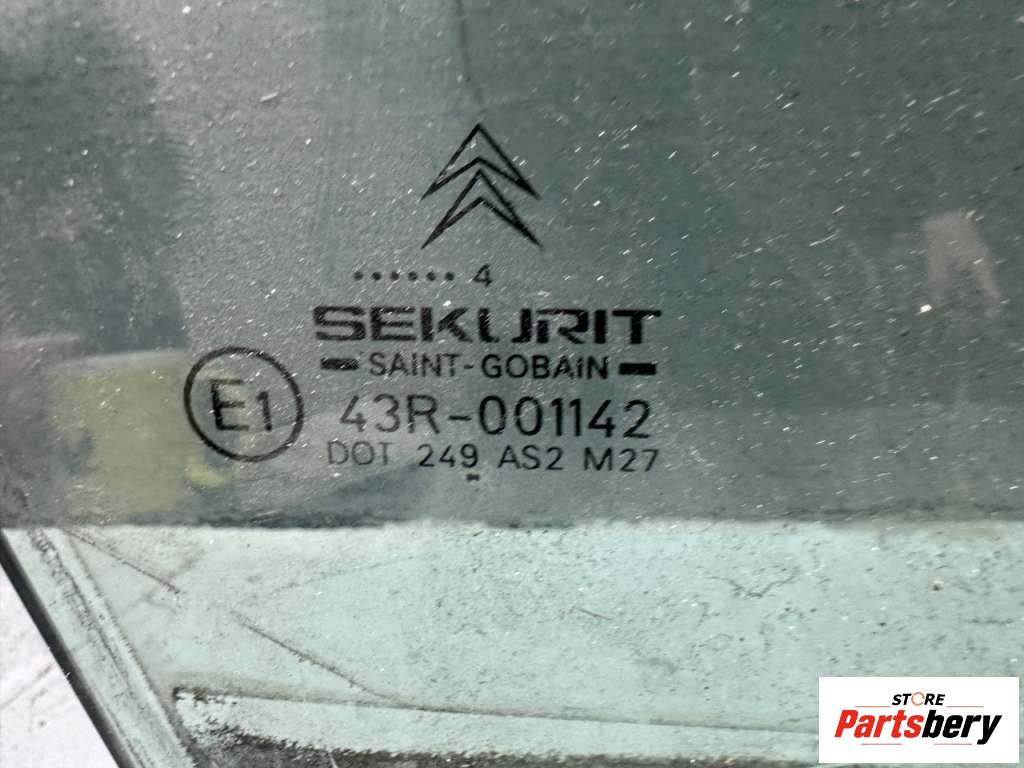 ...... 4
SEKURIT
SAINT-GOBAIN
E1
43R-001142
DOT 249 AS2 M27
STORE
Partsbery